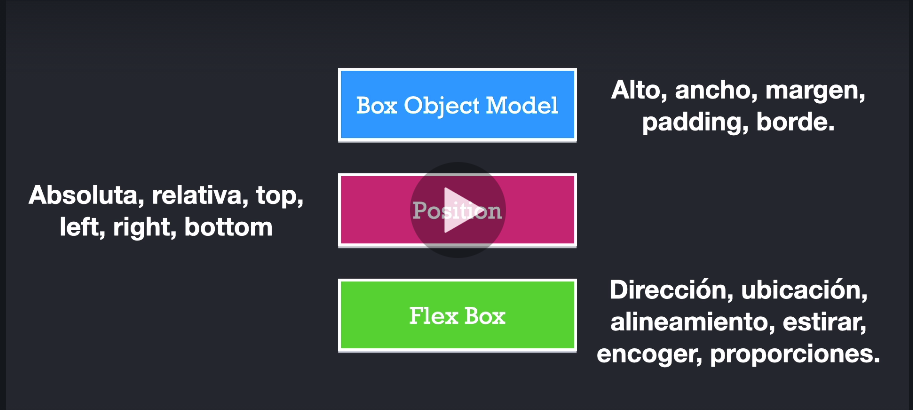 Box Object Model
Alto, ancho, margen,
padding, borde.
Absoluta, relativa, top,
left, right, bottom
Position
Flex Box
Dirección, ubicación,
alineamiento, estirar,
encoger, proporciones.